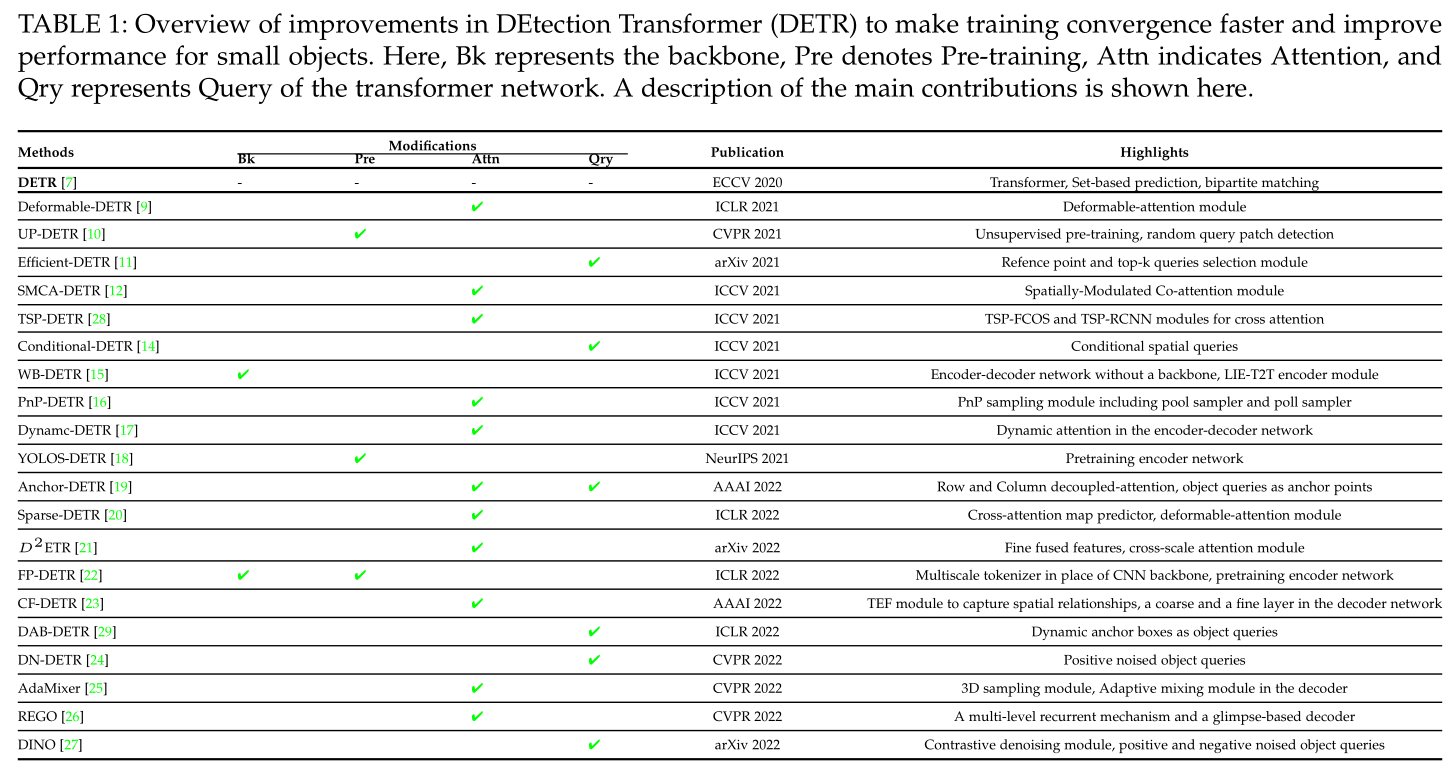 TABLE 1: Overview of improvements in DEtection Transformer (DETR) to make training convergence faster and improve
performance for small objects. Here, Bk represents the backbone, Pre denotes Pre-training, Attn indicates Attention, and
Qry represents Query of the transformer network. A description of the main contributions is shown here.
Methods Modifications Publication Highlights
Bk Pre Attn Qry
DETR [7] - - - - ECCV 2020 Transformer, Set-based prediction, bipartite matching
Deformable-DETR [9] ✔ ICLR 2021 Deformable-attention module
UP-DETR [10] ✔ CVPR 2021 Unsupervised pre-training, random query patch detection
Efficient-DETR [11] ✔ arXiv 2021 Refence point and top-k queries selection module
SMCA-DETR [12] ✔ ICCV 2021 Spatially-Modulated Co-attention module
TSP-DETR [28] ✔ ICCV 2021 TSP-FCOS and TSP-RCNN modules for cross attention
Conditional-DETR [14] ✔ ICCV 2021 Conditional spatial queries
WB-DETR [15] ✔ ICCV 2021 Encoder-decoder network without a backbone, LIE-T2T encoder module
PnP-DETR [16] ✔ ICCV 2021 PnP sampling module including pool sampler and poll sampler
Dynamc-DETR [17] ✔ ICCV 2021 Dynamic attention in the encoder-decoder network
YOLOS-DETR [18] ✔ NeurIPS 2021 Pretraining encoder network
Anchor-DETR [19] ✔ ✔ AAAI 2022 Row and Column decoupled-attention, object queries as anchor points
Sparse-DETR [20] ✔ ICLR 2022 Cross-attention map predictor, deformable-attention module
D²ETR [21] ✔ arXiv 2022 Fine fused features, cross-scale attention module
FP-DETR [22] ✔ ✔ ICLR 2022 Multiscale tokenizer in place of CNN backbone, pretraining encoder network
CF-DETR [23] ✔ AAAI 2022 TEF module to capture spatial relationships, a coarse and a fine layer in the decoder network
DAB-DETR [29] ✔ ICLR 2022 Dynamic anchor boxes as object queries
DN-DETR [24] ✔ CVPR 2022 Positive noised object queries
AdaMixer [25] ✔ CVPR 2022 3D sampling module, Adaptive mixing module in the decoder
REGO [26] ✔ CVPR 2022 A multi-level recurrent mechanism and a glimpse-based decoder
DINO [27] ✔ arXiv 2022 Contrastive denoising module, positive and negative noised object queries